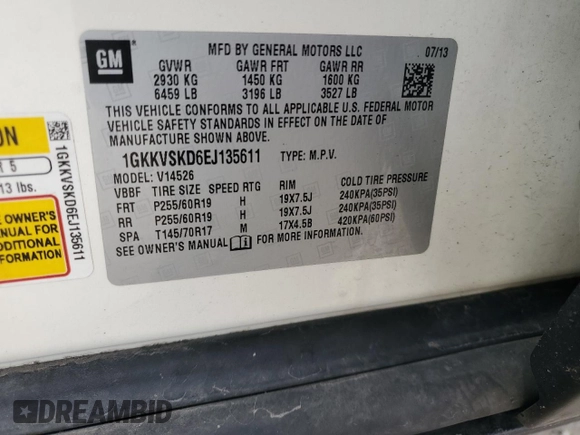 GM
MFD BY GENERAL MOTORS LLC 07/13
GVWR GAWR FRT GAWR RR
2930 KG 1450 KG 1600 KG
6459 LB 3196 LB 3527 LB
THIS VEHICLE CONFORMS TO ALL APPLICABLE U.S. FEDERAL MOTOR
VEHICLE SAFETY STANDARDS IN EFFECT ON THE DATE OF
MANUFACTURE SHOWN ABOVE.
1GKKVSKD6EJ135611 TYPE: M.P.V.
MODEL: V14526
VBBF TIRE SIZE SPEED RTG RIM COLD TIRE PRESSURE
FRT P255/60R19 H 19X7.5J 240KPA(35PSI)
RR P255/60R19 H 19X7.5J 240KPA(35PSI)
SPA T145/70R17 M 17X4.5B 420KPA(60PSI)
SEE OWNER'S MANUAL FOR MORE INFORMATION.
ON
R 5
13 lbs.
E OWNER'S
MANUAL FOR
ADDITIONAL
FORMATION
1GKKVSKD6EJ135611
DREAMBID